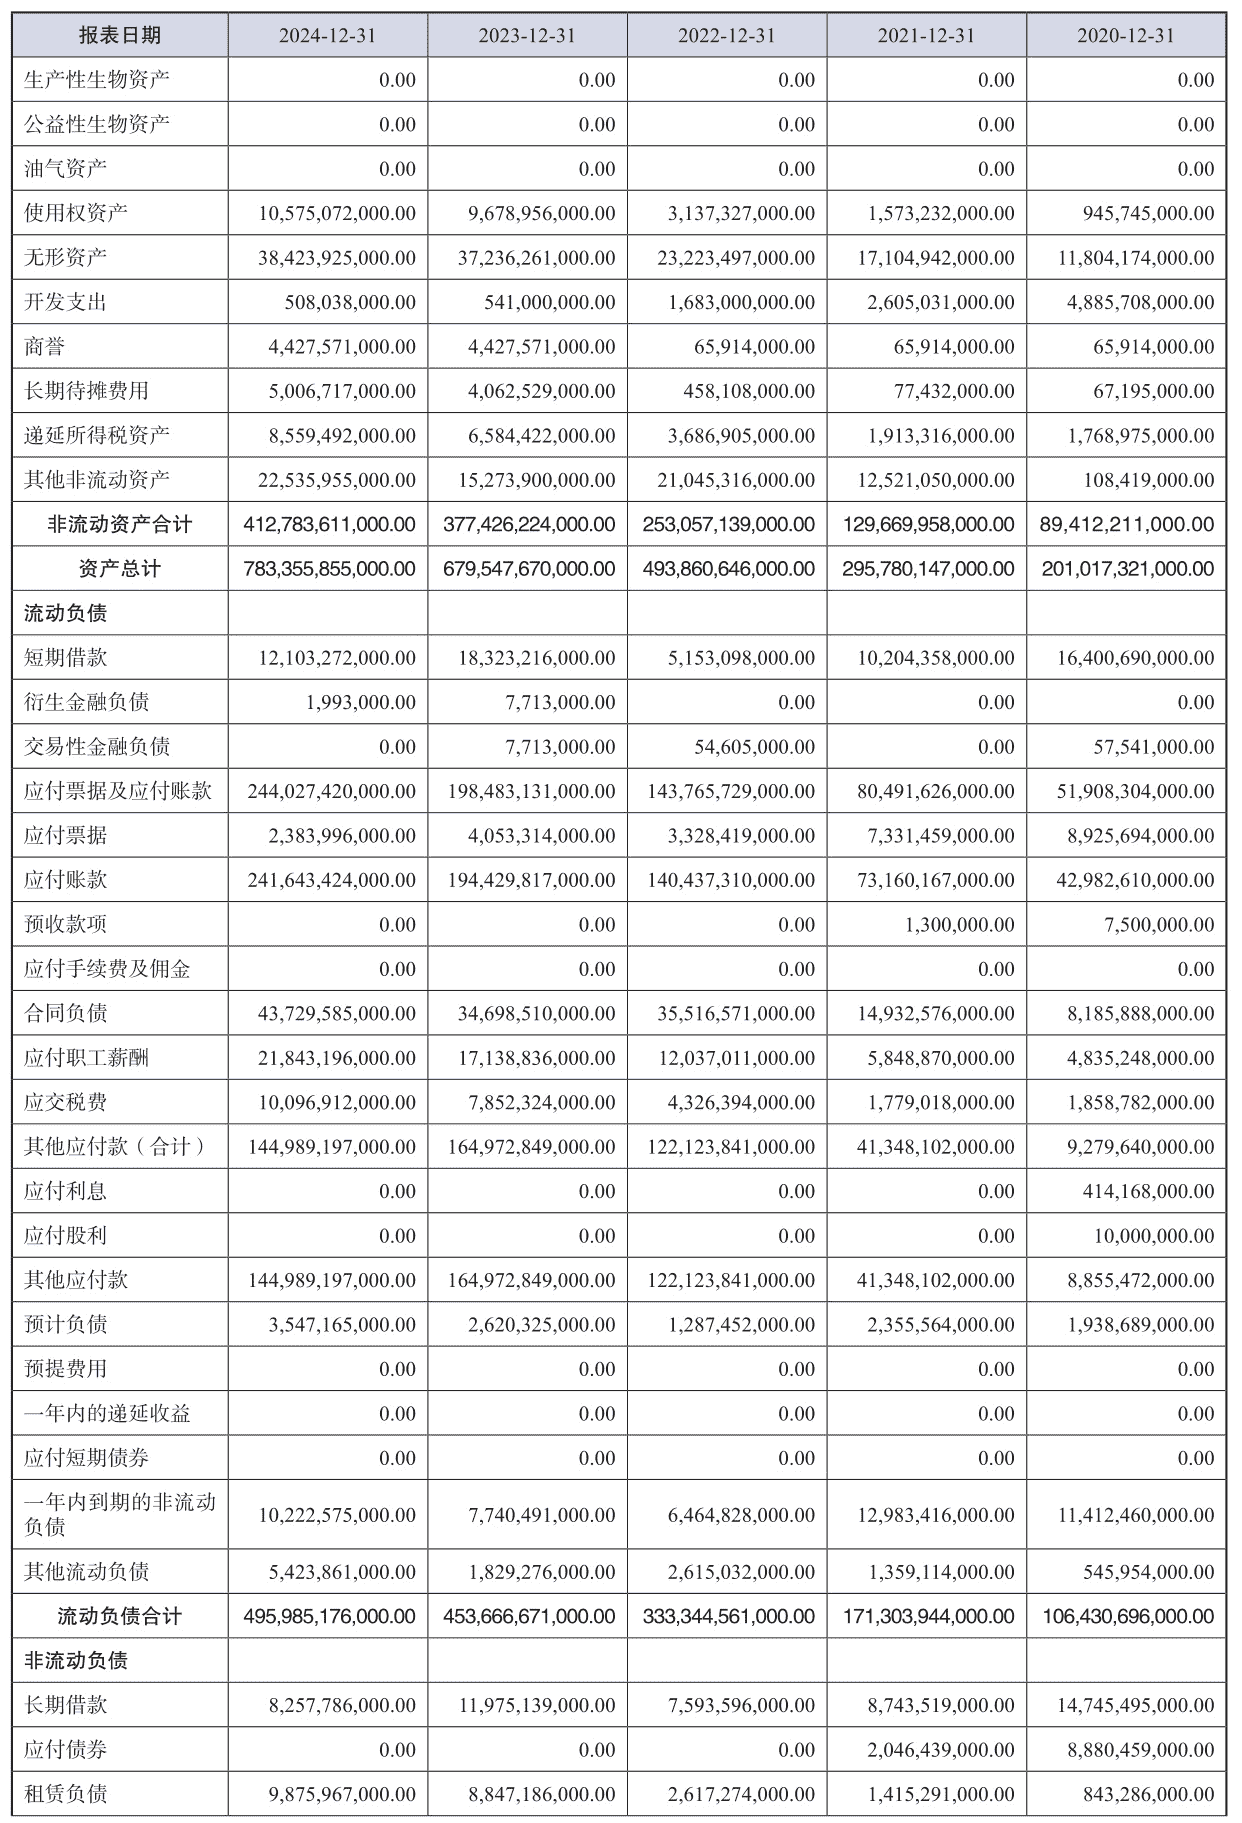 报表日期 2024-12-31 2023-12-31 2022-12-31 2021-12-31 2020-12-31
生产性生物资产 0.00 0.00 0.00 0.00 0.00
公益性生物资产 0.00 0.00 0.00 0.00 0.00
油气资产 0.00 0.00 0.00 0.00 0.00
使用权资产 10,575,072,000.00 9,678,956,000.00 3,137,327,000.00 1,573,232,000.00 945,745,000.00
无形资产 38,423,925,000.00 37,236,261,000.00 23,223,497,000.00 17,104,942,000.00 11,804,174,000.00
开发支出 508,038,000.00 541,000,000.00 1,683,000,000.00 2,605,031,000.00 4,885,708,000.00
商誉 4,427,571,000.00 4,427,571,000.00 65,914,000.00 65,914,000.00 65,914,000.00
长期待摊费用 5,006,717,000.00 4,062,529,000.00 458,108,000.00 77,432,000.00 67,195,000.00
递延所得税资产 8,559,492,000.00 6,584,422,000.00 3,686,905,000.00 1,913,316,000.00 1,768,975,000.00
其他非流动资产 22,535,955,000.00 15,273,900,000.00 21,045,316,000.00 12,521,050,000.00 108,419,000.00
非流动资产合计 412,783,611,000.00 377,426,224,000.00 253,057,139,000.00 129,669,958,000.00 89,412,211,000.00
资产总计 783,355,855,000.00 679,547,670,000.00 493,860,646,000.00 295,780,147,000.00 201,017,321,000.00
流动负债
短期借款 12,103,272,000.00 18,323,216,000.00 5,153,098,000.00 10,204,358,000.00 16,400,690,000.00
衍生金融负债 1,993,000.00 7,713,000.00 0.00 0.00 0.00
交易性金融负债 0.00 7,713,000.00 54,605,000.00 0.00 57,541,000.00
应付票据及应付账款 244,027,420,000.00 198,483,131,000.00 143,765,729,000.00 80,491,626,000.00 51,908,304,000.00
应付票据 2,383,996,000.00 4,053,314,000.00 3,328,419,000.00 7,331,459,000.00 8,925,694,000.00
应付账款 241,643,424,000.00 194,429,817,000.00 140,437,310,000.00 73,160,167,000.00 42,982,610,000.00
预收款项 0.00 0.00 0.00 1,300,000.00 7,500,000.00
应付手续费及佣金 0.00 0.00 0.00 0.00 0.00
合同负债 43,729,585,000.00 34,698,510,000.00 35,516,571,000.00 14,932,576,000.00 8,185,888,000.00
应付职工薪酬 21,843,196,000.00 17,138,836,000.00 12,037,011,000.00 5,848,870,000.00 4,835,248,000.00
应交税费 10,096,912,000.00 7,852,324,000.00 4,326,394,000.00 1,779,018,000.00 1,858,782,000.00
其他应付款（合计） 144,989,197,000.00 164,972,849,000.00 122,123,841,000.00 41,348,102,000.00 9,279,640,000.00
应付利息 0.00 0.00 0.00 0.00 414,168,000.00
应付股利 0.00 0.00 0.00 0.00 10,000,000.00
其他应付款 144,989,197,000.00 164,972,849,000.00 122,123,841,000.00 41,348,102,000.00 8,855,472,000.00
预计负债 3,547,165,000.00 2,620,325,000.00 1,287,452,000.00 2,355,564,000.00 1,938,689,000.00
预提费用 0.00 0.00 0.00 0.00 0.00
一年内的递延收益 0.00 0.00 0.00 0.00 0.00
应付短期债券 0.00 0.00 0.00 0.00 0.00
一年内到期的非流动
负债 10,222,575,000.00 7,740,491,000.00 6,464,828,000.00 12,983,416,000.00 11,412,460,000.00
其他流动负债 5,423,861,000.00 1,829,276,000.00 2,615,032,000.00 1,359,114,000.00 545,954,000.00
流动负债合计 495,985,176,000.00 453,666,671,000.00 333,344,561,000.00 171,303,944,000.00 106,430,696,000.00
非流动负债
长期借款 8,257,786,000.00 11,975,139,000.00 7,593,596,000.00 8,743,519,000.00 14,745,495,000.00
应付债券 0.00 0.00 0.00 2,046,439,000.00 8,880,459,000.00
租赁负债 9,875,967,000.00 8,847,186,000.00 2,617,274,000.00 1,415,291,000.00 843,286,000.00